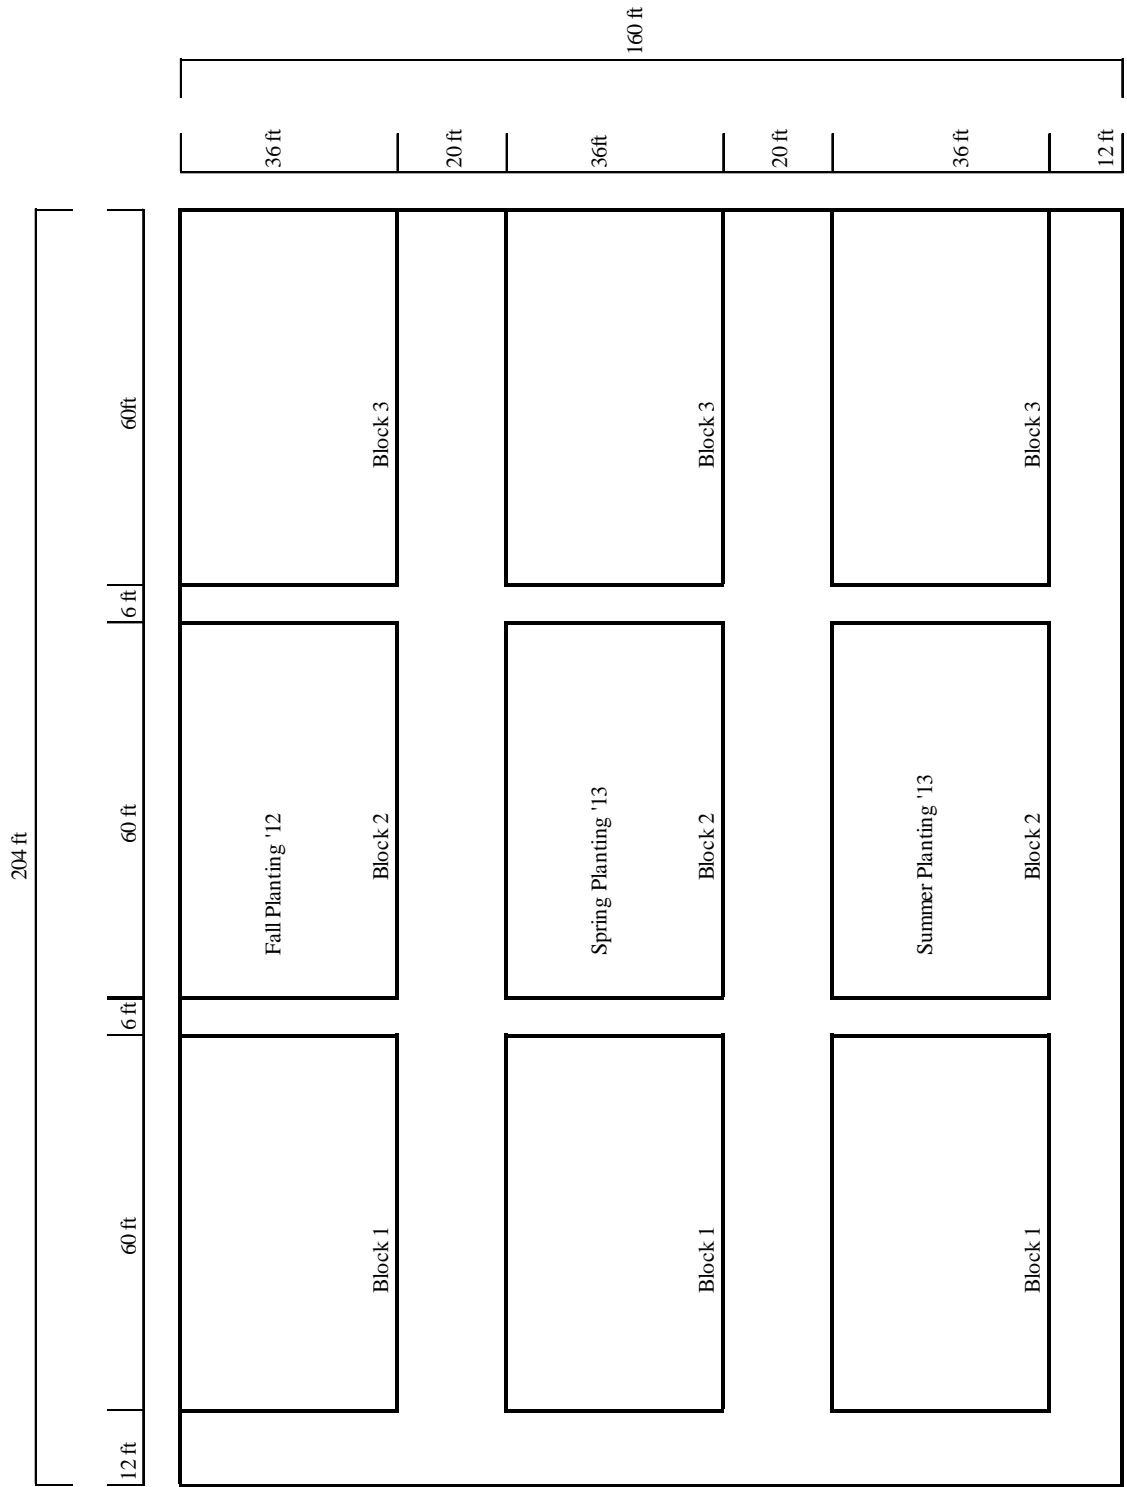 204 ft
12 ft
60 ft
6 ft
60 ft
6 ft
60ft
Fall Planting '12
36 ft
Block 1
Block 2
Block 3
20 ft
Spring Planting '13
36ft
160 ft
Block 1
Block 2
Block 3
20 ft
Summer Planting '13
36 ft
Block 1
Block 2
Block 3
12 ft